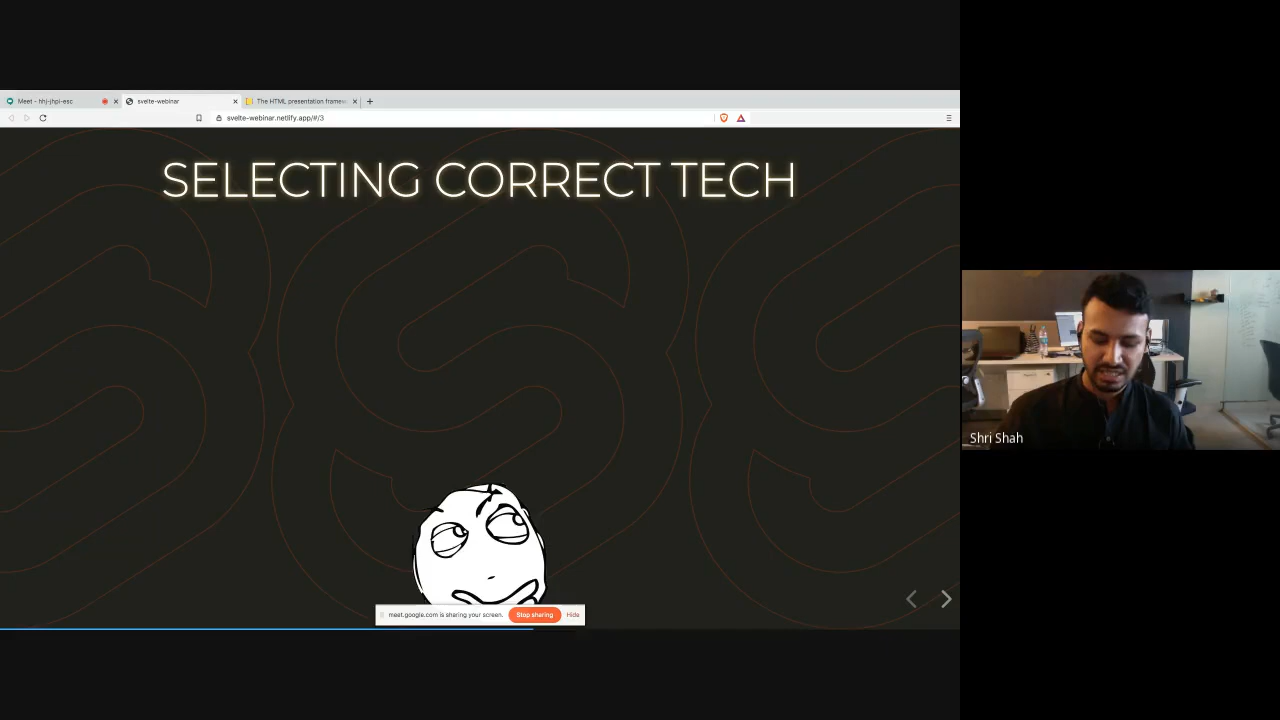 Meet - hhj-jhpi-esc
svelte-webinar
The HTML presentation framew
svelte-webinar.netlify.app/#/3
SELECTING CORRECT TECH
Shri Shah
meet.google.com is sharing your screen.
Stop sharing
Hide